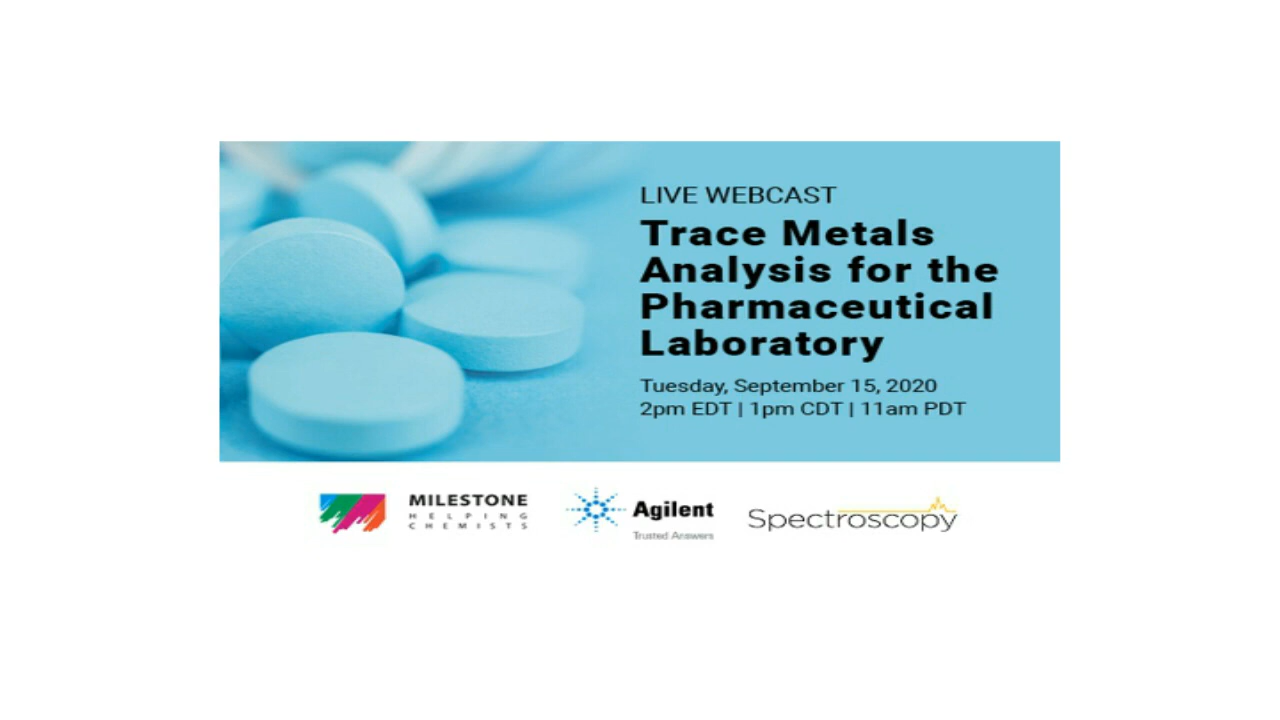 LIVE WEBCAST
Trace Metals
Analysis for the
Pharmaceutical
Laboratory
Tuesday, September 15, 2020
2pm EDT | 1pm CDT | 11am PDT
MILESTONE
HELPING
CHEMISTS
Agilent
Trusted Answers
Spectroscopy